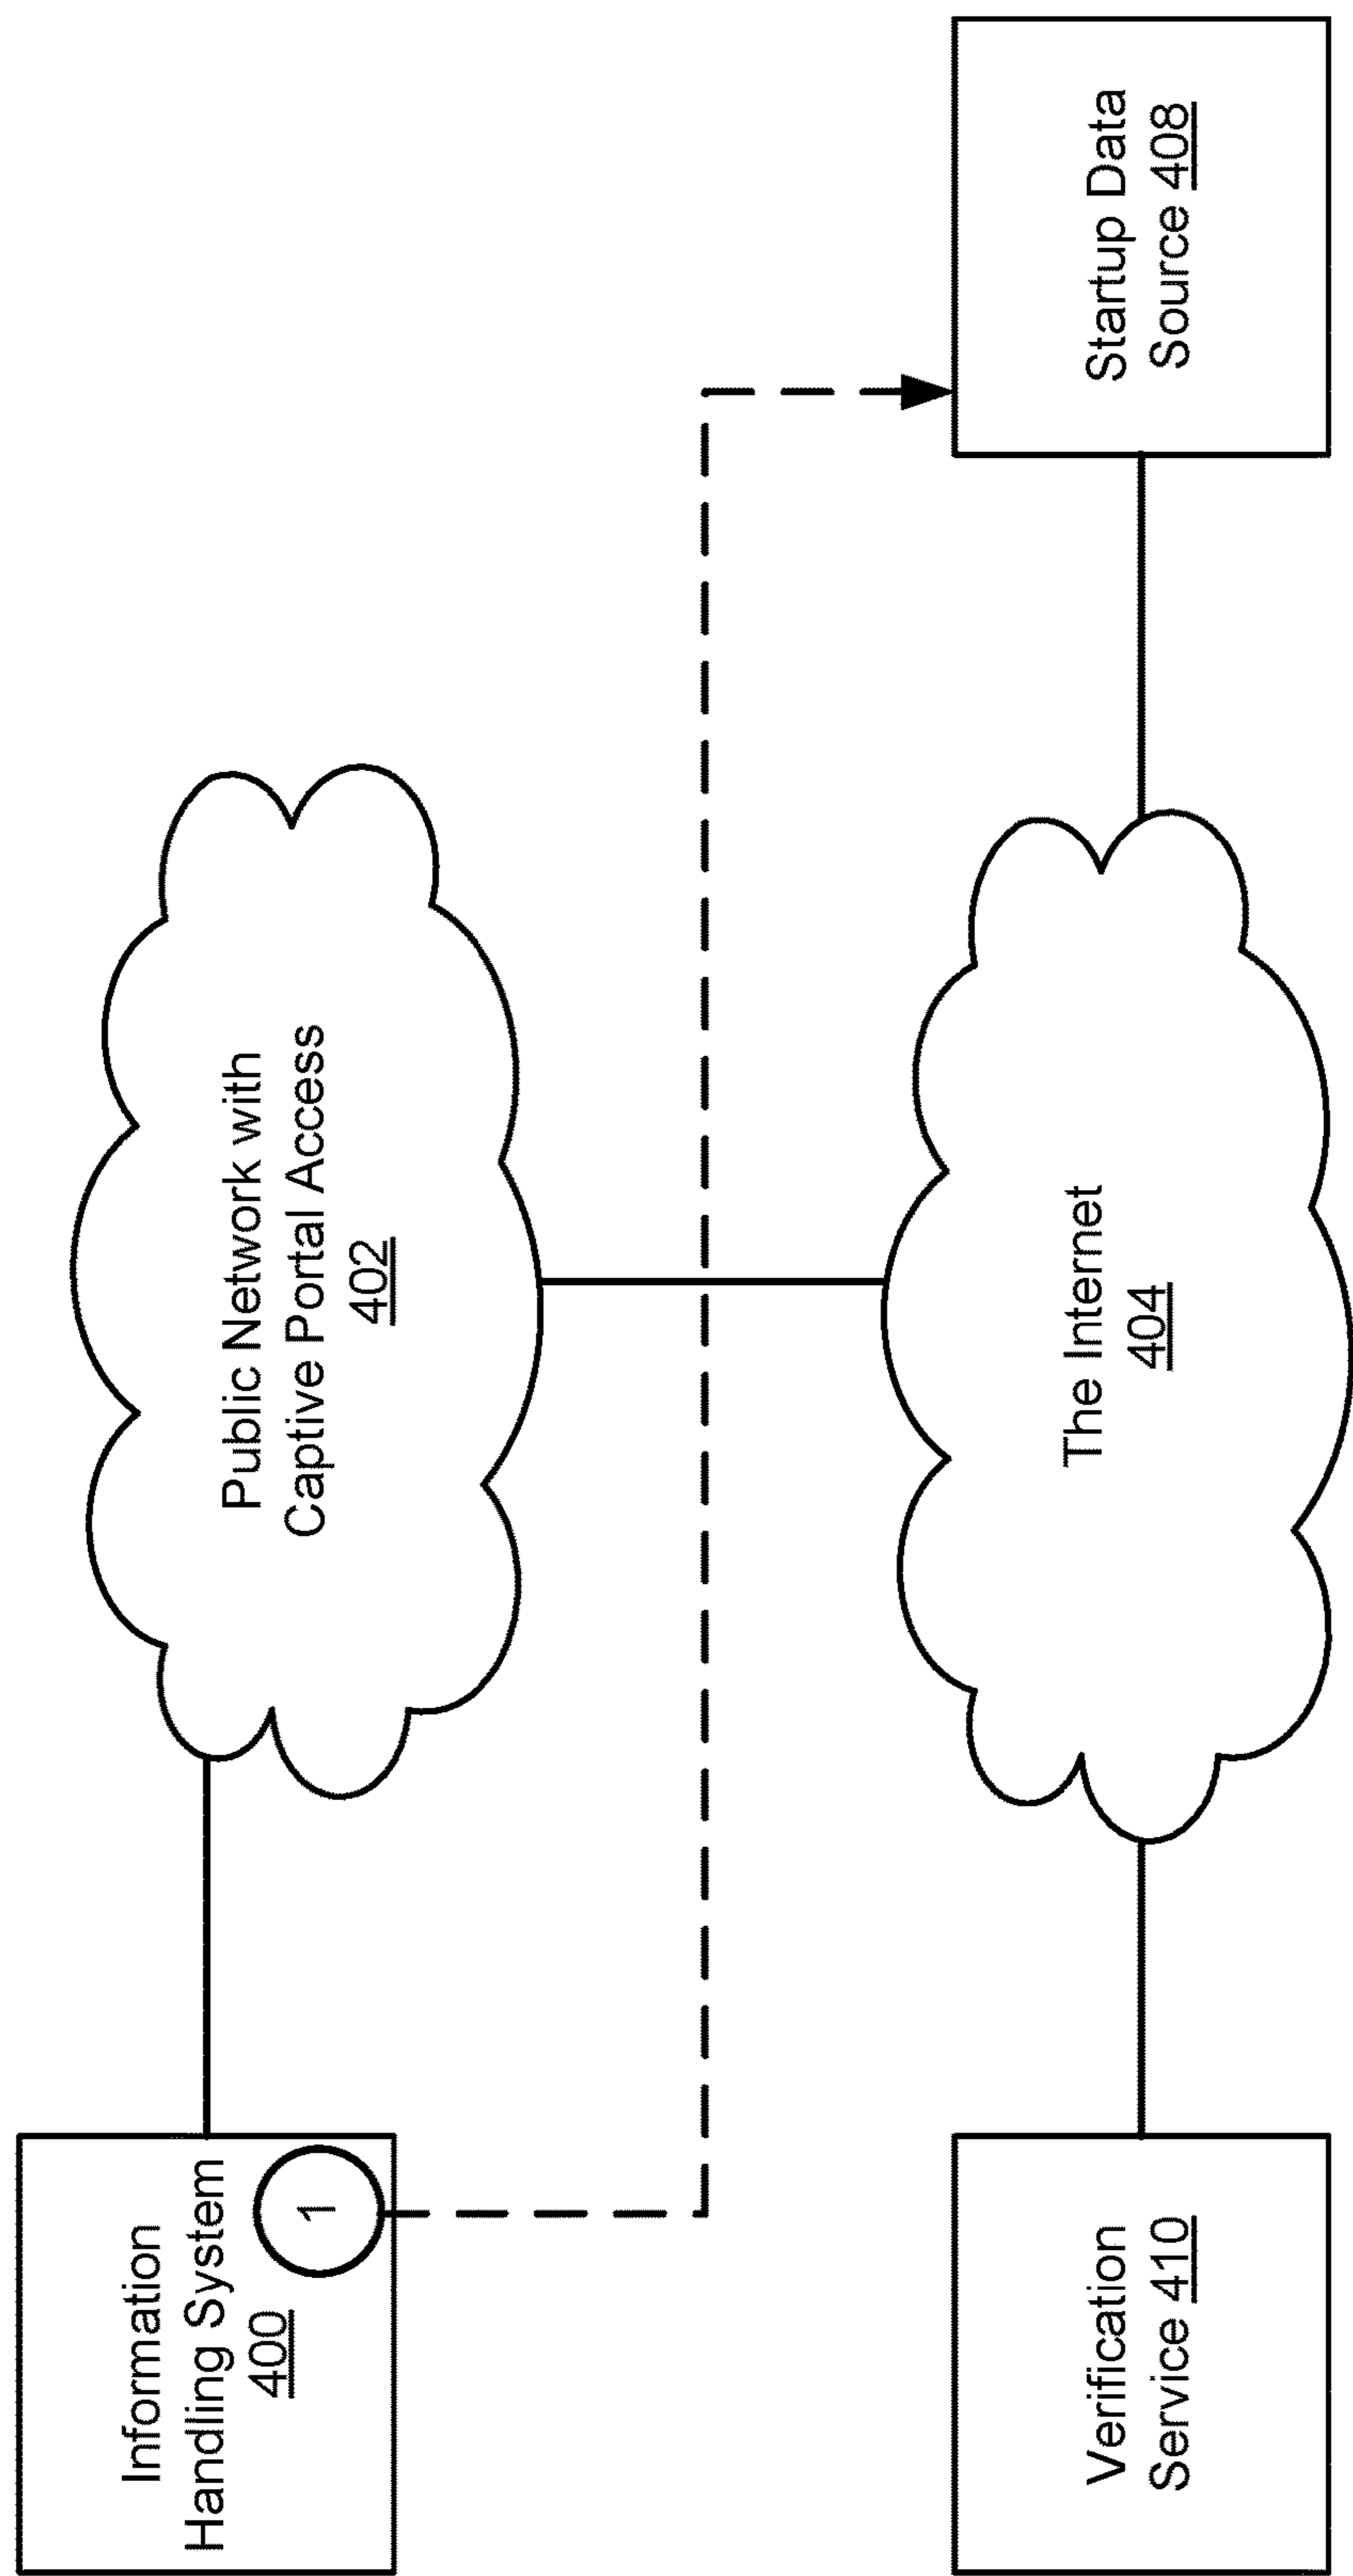 Information
Handling System
400
1
Public Network with
Captive Portal Access
402
Verification
Service 410
The Internet
404
Startup Data
Source 408